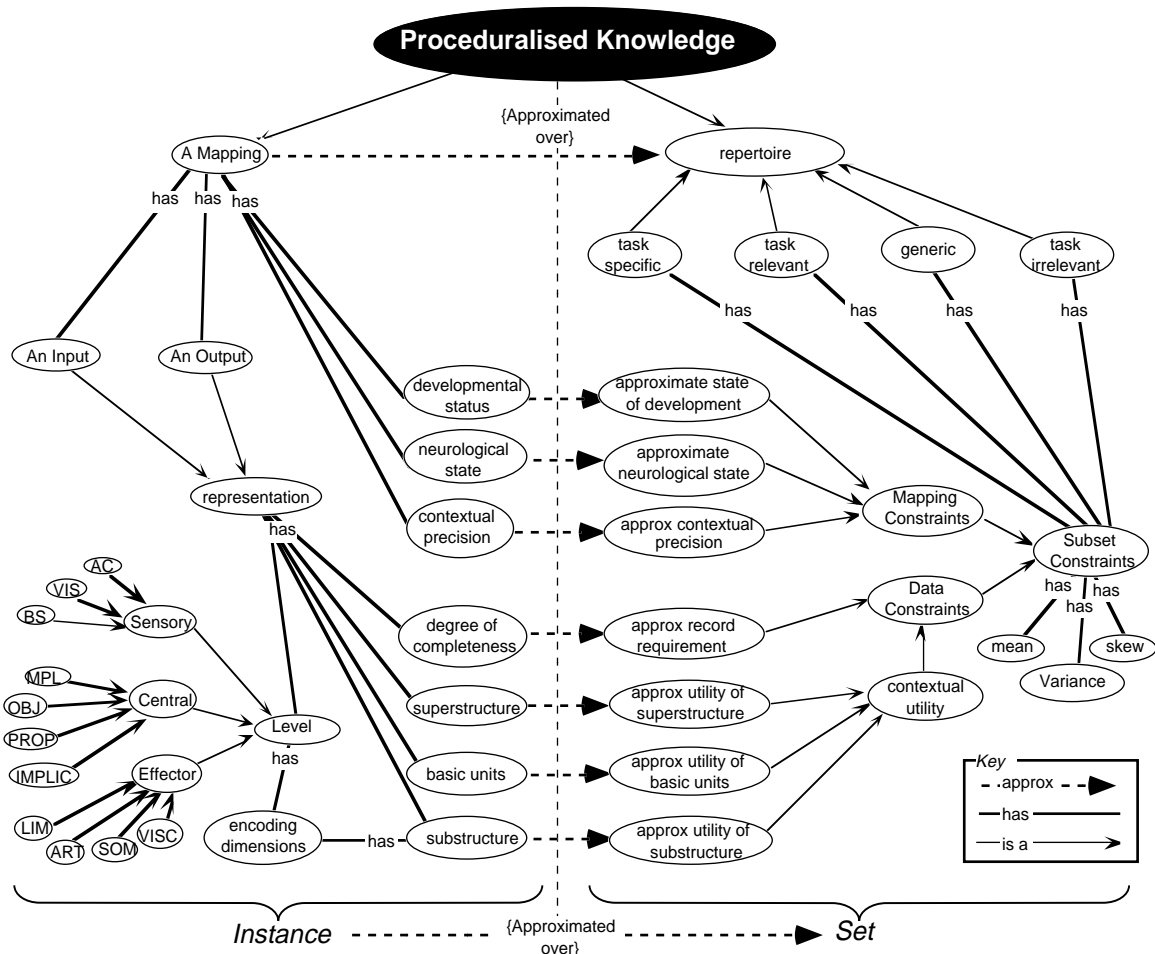 Proceduralised Knowledge
{Approximated
over}
A Mapping
repertoire
has
has
has
task
specific
task
relevant
generic
task
irrelevant
has
has
has
has
An Input
An Output
developmental
status
approximate state
of development
neurological
state
approximate
neurological state
representation
has
contextual
precision
approx contextual
precision
Mapping
Constraints
Subset
Constraints
AC
VIS
BS
Sensory
degree of
completeness
approx record
requirement
Data
Constraints
has
has
has
mean
Variance
skew
MPL
OBJ
PROP
IMPLIC
Central
Level
has
superstructure
approx utility of
superstructure
contextual
utility
Effector
basic units
approx utility of
basic units
LIM
ART
SOM
VISC
encoding
dimensions
has
substructure
approx utility of
substructure
Key
approx
has
is a
Instance
{Approximated
over}
Set